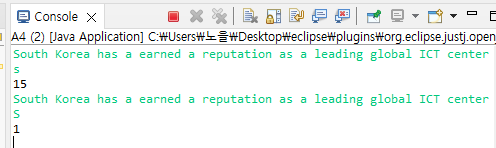 Console
A4 (2) [Java Application] C:₩Users₩노을₩Desktop₩eclipse₩plugins₩org.eclipse.justj.open
South Korea has a earned a reputation as a leading global ICT center
s
15
South Korea has a earned a reputation as a leading global ICT center
S
1